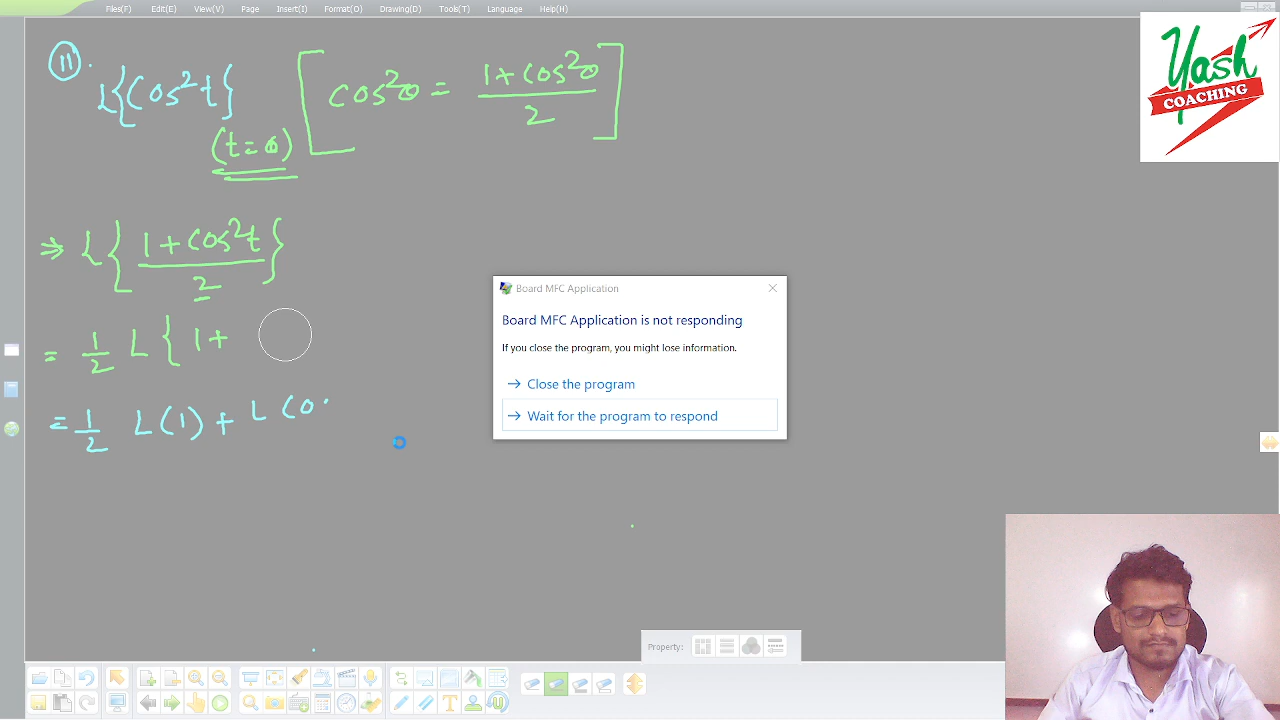 Files(F) Edit(E) View(V) Page Insert(I) Format(O) Drawing(D) Tools(T) Language Help(H)
Yash
COACHING
11.
L{Cos²t} [cos²θ = 1+cos²θ / 2]
(t=θ)
⇒ L{1+cos²t / 2}
= 1/2 L{1+
= 1/2 L(1) + L(0.
Board MFC Application
Board MFC Application is not responding
If you close the program, you might lose information.
→ Close the program
→ Wait for the program to respond
Property: